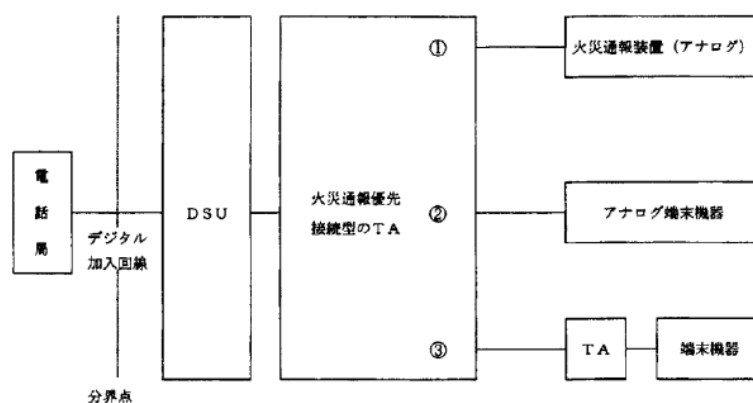 電話局
デジタル
加入回線
分界点
DSU
火災通報優先
接続型のTA
①
②
③
火災通報装置(アナログ)
アナログ端末機器
TA
端末機器